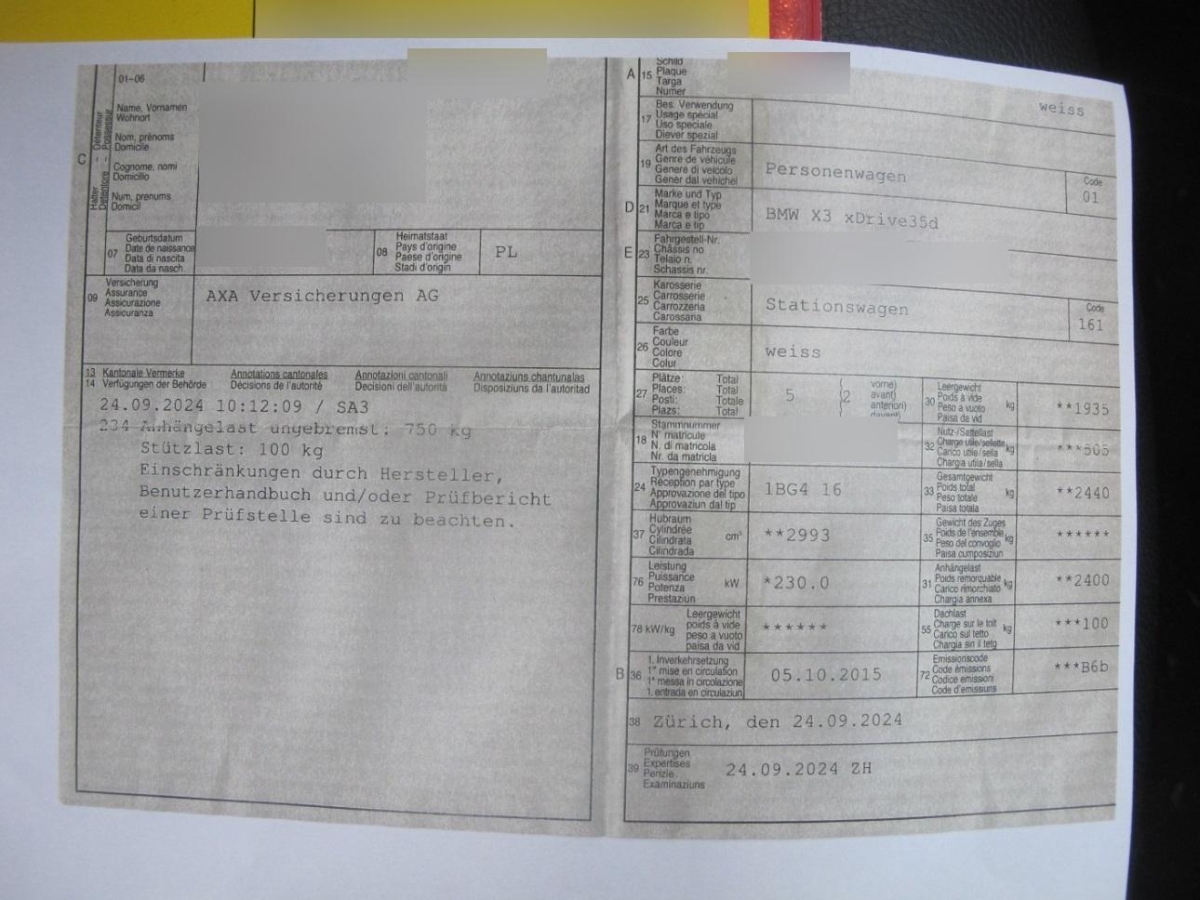 01-06
C
Halter - Détenteur
Detentore - Possessur
Name, Vornamen
Wohnort
Nom, prénoms
Domicile
Cognome, nomi
Domicilio
Num, prenums
Domicil
07
Geburtsdatum
Date de naissance
Data di nascita
Data da nasch.
08
Heimatstaat
Pays d'origine
Paese d'origine
Stadi d'origin
PL
09
Versicherung
Assurance
Assicurazione
Assicuranza
AXA Versicherungen AG
13 Kantonale Vermerke Annotations cantonales Annotazioni cantonali Annotaziuns chantunalas
14 Verfügungen der Behörde Décisions de l'autorité Decisioni dell'autorità Disposiziuns da l'autoritad
24.09.2024 10:12:09 / SA3
234 Anhängelast ungebremst: 750 kg
Stützlast: 100 kg
Einschränkungen durch Hersteller,
Benutzerhandbuch und/oder Prüfbericht
einer Prüfstelle sind zu beachten.
A 15
Schild
Plaque
Targa
Numer
weiss
17
Bes. Verwendung
Usage spécial
Uso speciale
Diever spezial
19
Art des Fahrzeugs
Genre de véhicule
Genere di veicolo
Gener dal vehichel
Personenwagen
Code
01
D 21
Marke und Typ
Marque et type
Marca e tipo
Marca e tip
BMW X3 xDrive35d
E 23
Fahrgestell-Nr.
Châssis no
Telaio n.
Schassis nr.
25
Karosserie
Carrosserie
Carrozzeria
Carossaria
Stationswagen
Code
161
26
Farbe
Couleur
Colore
Colur
weiss
27
Plätze: Total
Places: Total
Posti: Totale
Plazs: Total
5
(2
vorne)
avant)
anteriori)
30
Leergewicht
Poids à vide
Peso a vuoto
Paisa da vid
kg
**1935
18
Stammnummer
N° matricule
N. di matricola
Nr. da matricla
32
Nutz-/Sattellast
Charge utile/sellette
Carico utile/sella
Chargia utila/sella
kg
***505
24
Typengenehmigung
Réception par type
Approvazione del tipo
Approvaziun dal tip
1BG4 16
33
Gesamtgewicht
Poids total
Peso totale
Paisa totala
kg
**2440
37
Hubraum
Cylindrée
Cilindrata
Cilindrada
cm³
**2993
35
Gewicht des Zuges
Poids de l'ensemble
Peso del convoglio
Paisa cumposiziun
kg
******
76
Leistung
Puissance
Potenza
Prestaziun
kW
*230.0
31
Anhängelast
Poids remorquable
Carico rimorchiato
Chargia annexa
kg
**2400
78 kW/kg
Leergewicht
poids à vide
peso a vuoto
paisa da vid
******
55
Dachlast
Charge sur le toit
Carico sul tetto
Chargia sin il tetg
kg
***100
B 36
1. Inverkehrsetzung
1re mise en circulation
1a messa in circolazione
1. entrada en circulaziun
05.10.2015
72
Emissionscode
Code émissions
Codice emissioni
Code d'emissiuns
***B6b
38 Zürich, den 24.09.2024
39
Prüfungen
Expertises
Perizie
Examinaziuns
24.09.2024 ZH